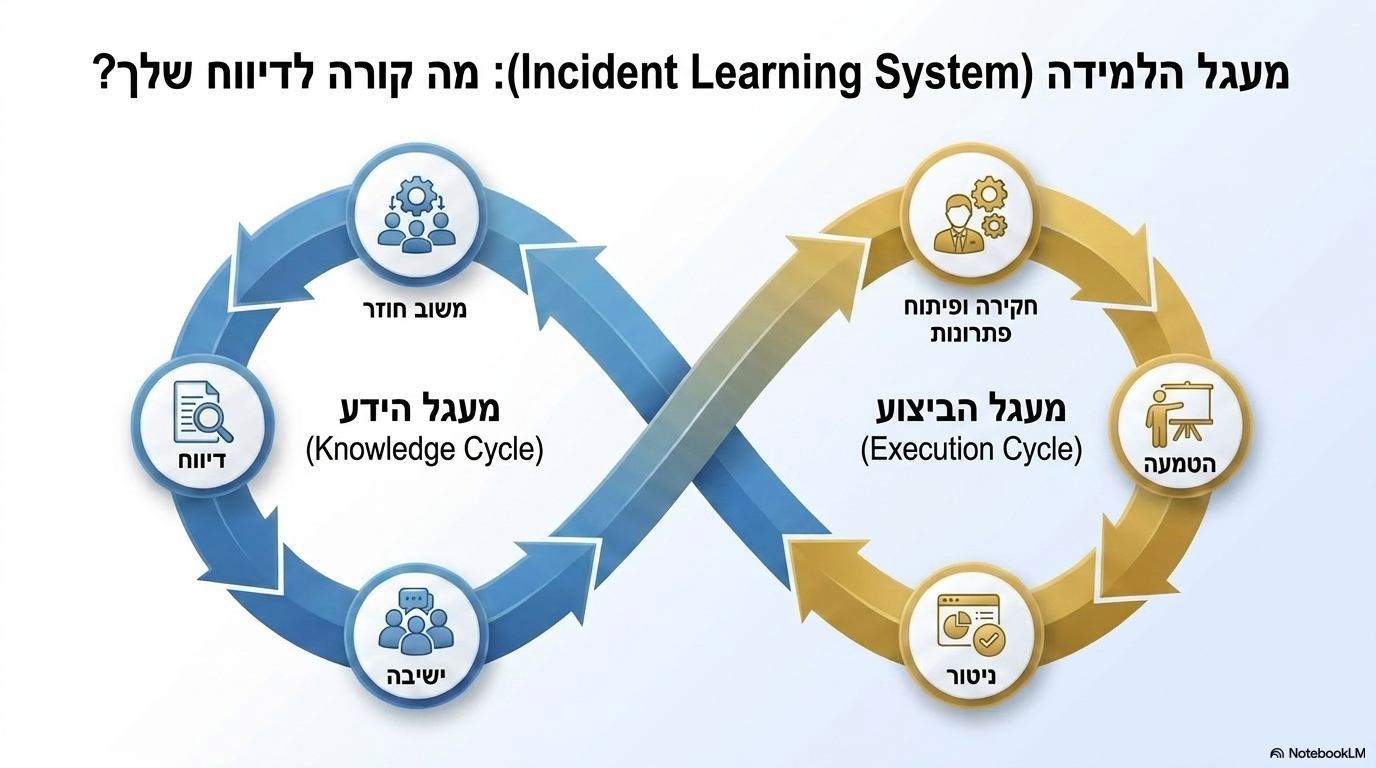 מעגל הלמידה (Incident Learning System): מה קורה לדיווח שלך?
משוב חוזר
דיווח
ישיבה
מעגל הידע
(Knowledge Cycle)
חקירה ופיתוח
פתרונות
הטמעה
ניטור
מעגל הביצוע
(Execution Cycle)
NotebookLM